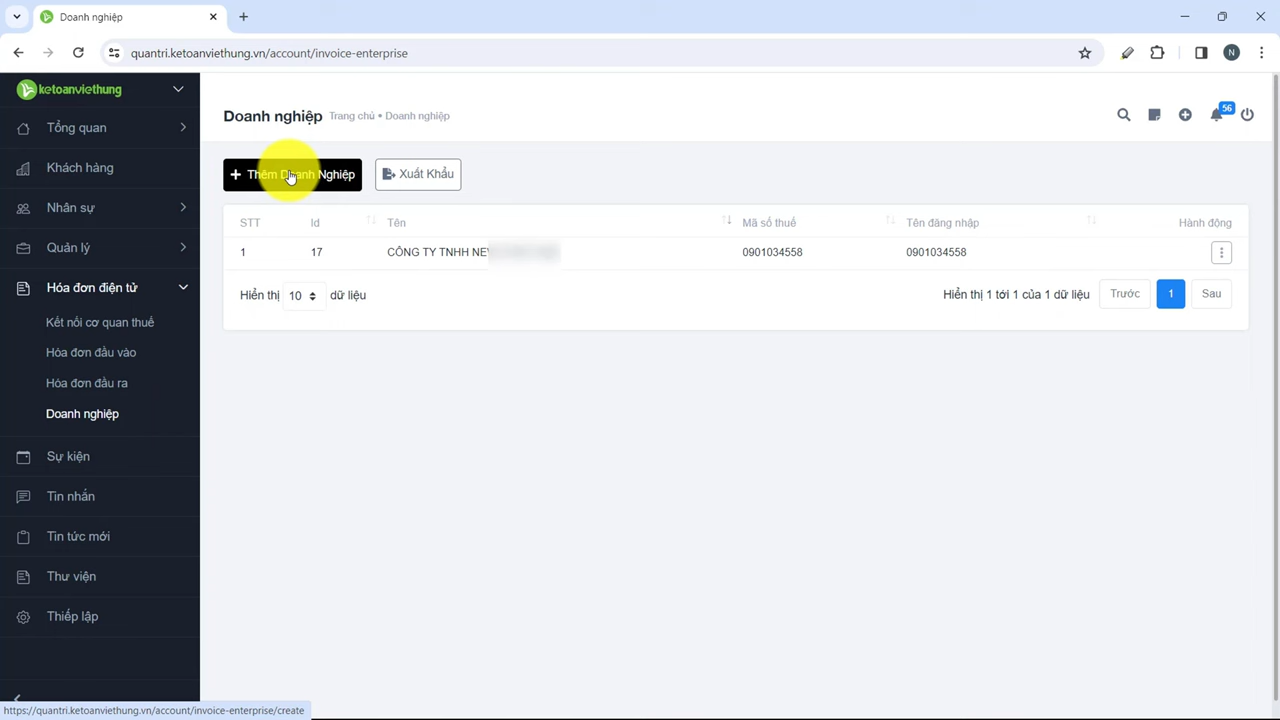 Doanh nghiệp
quantri.ketoanviethung.vn/account/invoice-enterprise
N
ketoanviethung
Tổng quan
Khách hàng
Nhân sự
Quản lý
Hóa đơn điện tử
Kết nối cơ quan thuế
Hóa đơn đầu vào
Hóa đơn đầu ra
Doanh nghiệp
Sự kiện
Tin nhắn
Tin tức mới
Thư viện
Thiếp lập
Doanh nghiệp Trang chủ • Doanh nghiệp
56
Thêm Doanh Nghiệp Xuất Khẩu
STT Id Tên Mã số thuế Tên đăng nhập Hành động
1 17 CÔNG TY TNHH 0901034558 0901034558
Hiển thị 10 dữ liệu Hiển thị 1 tới 1 của 1 dữ liệu Trước 1 Sau
https://quantri.ketoanviethung.vn/account/invoice-enterprise/create